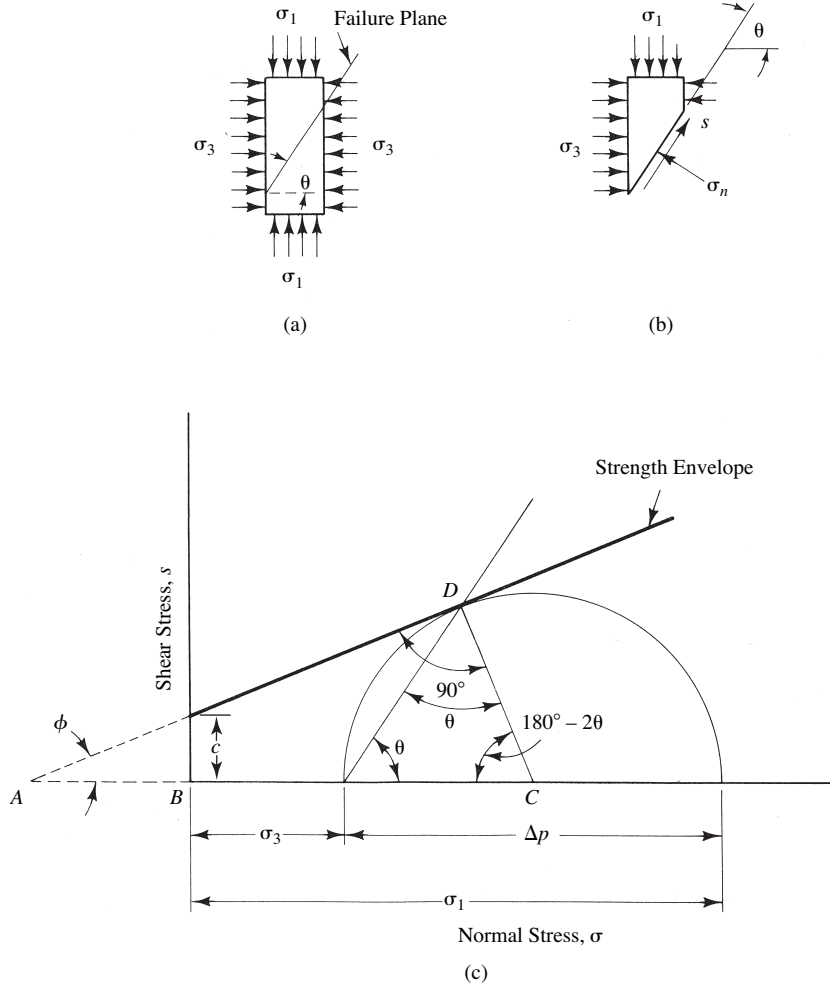 σ1
Failure Plane
σ3
σ3
θ
σ1
(a)
σ1
θ
s
σ3
σn
(b)
Strength Envelope
Shear Stress, s
D
90°
θ
θ
180° – 2θ
ϕ
c
A
B
C
σ3
Δp
σ1
Normal Stress, σ
(c)